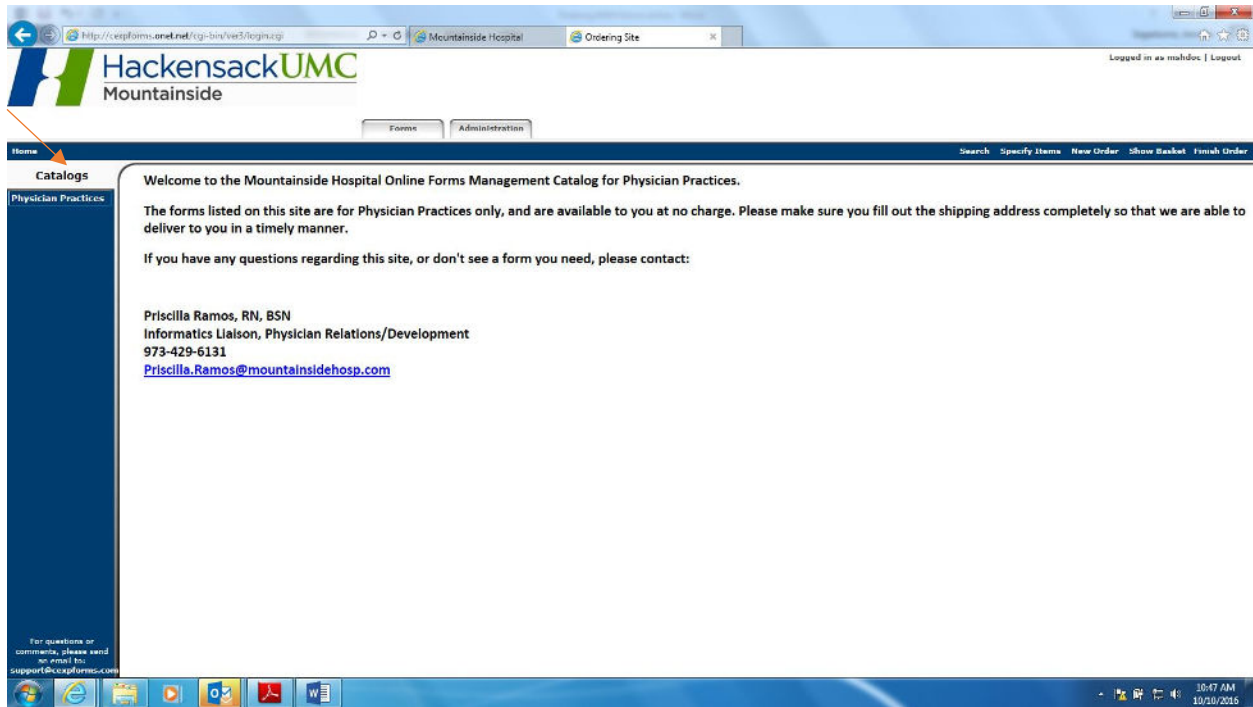 http://cexpforms.onet.net/cgi-bin/ver3/login.cgi
Mountainside Hospital
Ordering Site
HackensackUMC
Mountainside
Logged in as mshdoc | Logout
Forms
Administration
Home
Search Specify Items New Order Show Basket Finish Order
Catalogs
Physician Practices
Welcome to the Mountainside Hospital Online Forms Management Catalog for Physician Practices.
The forms listed on this site are for Physician Practices only, and are available to you at no charge. Please make sure you fill out the shipping address completely so that we are able to
deliver to you in a timely manner.
If you have any questions regarding this site, or don't see a form you need, please contact:
Priscilla Ramos, RN, BSN
Informatics Liaison, Physician Relations/Development
973-429-6131
Priscilla.Ramos@mountainsidehosp.com
For questions or
comments, please send
an email to:
support@cexpforms.com
10:47 AM
10/10/2016